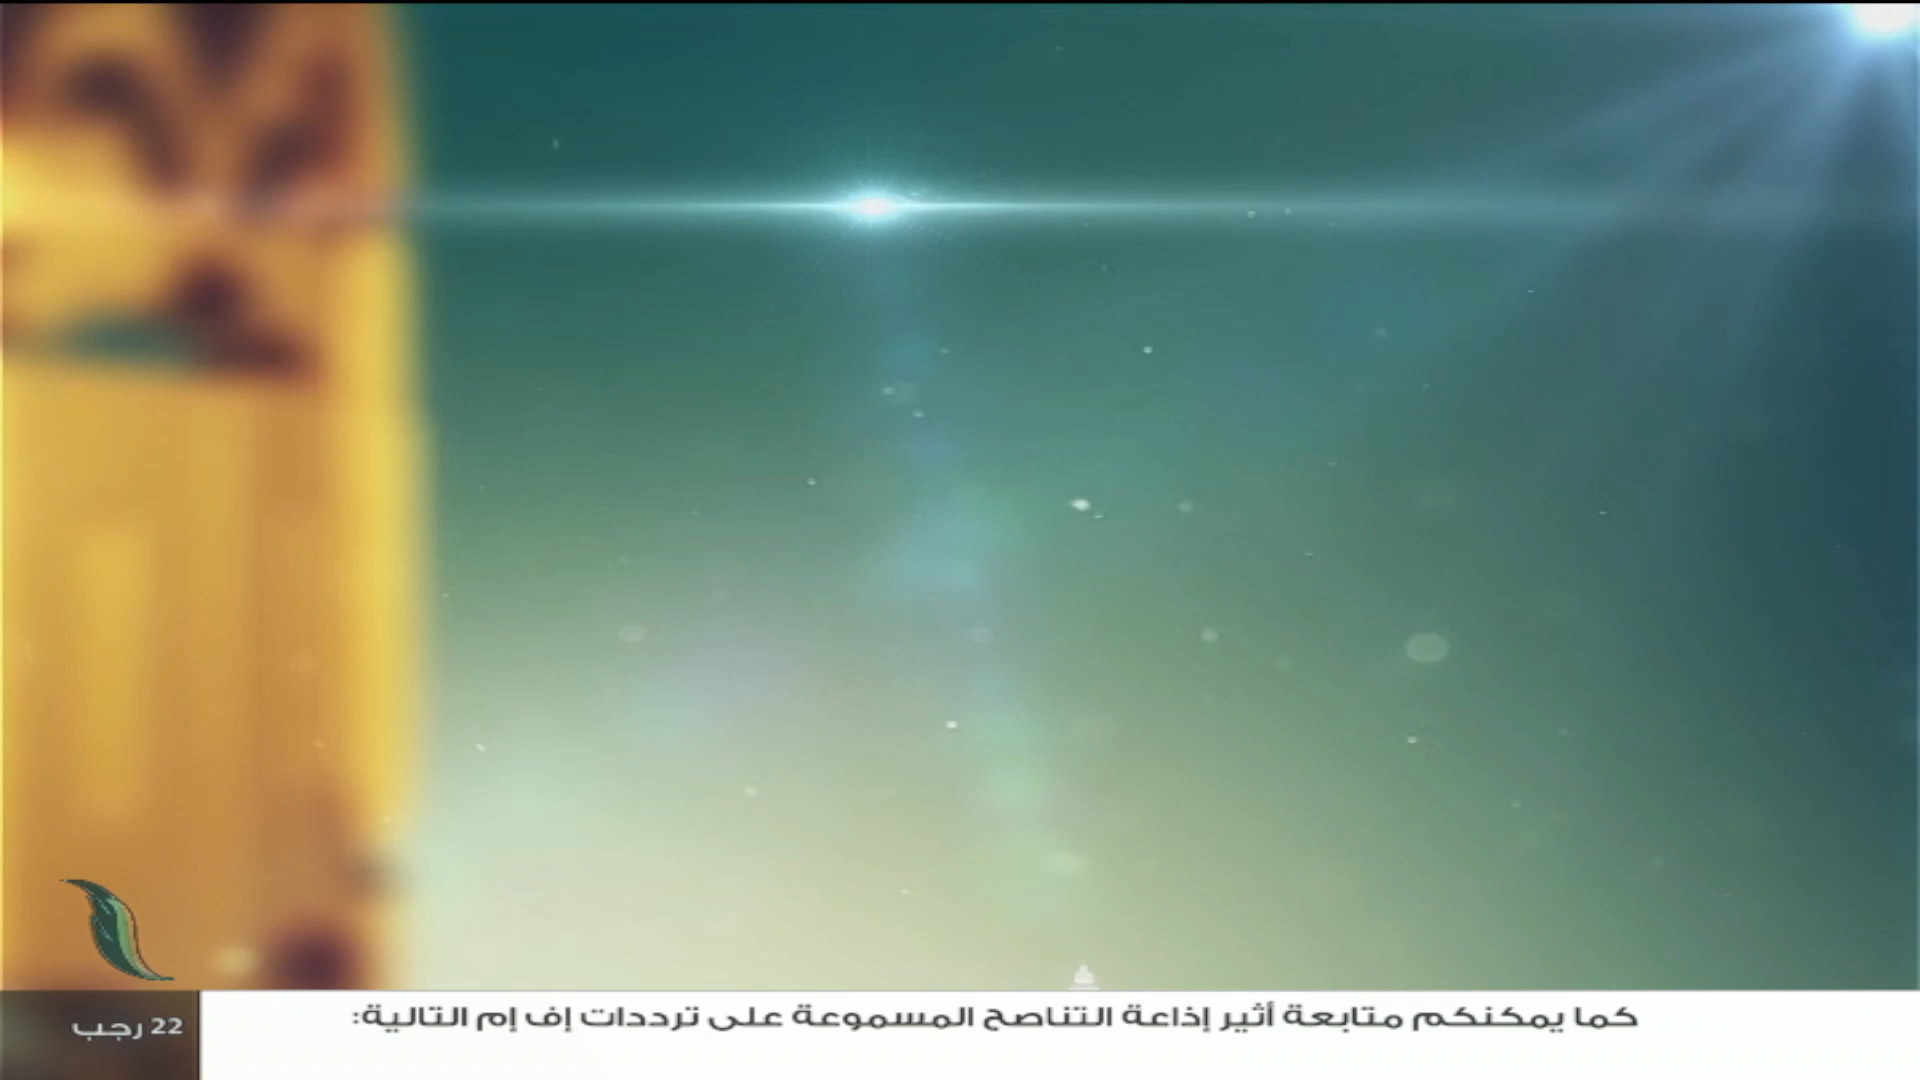 كما يمكنكم متابعة أثير إذاعة التناصح المسموعة على ترددات إف إم التالية:
22 رجب